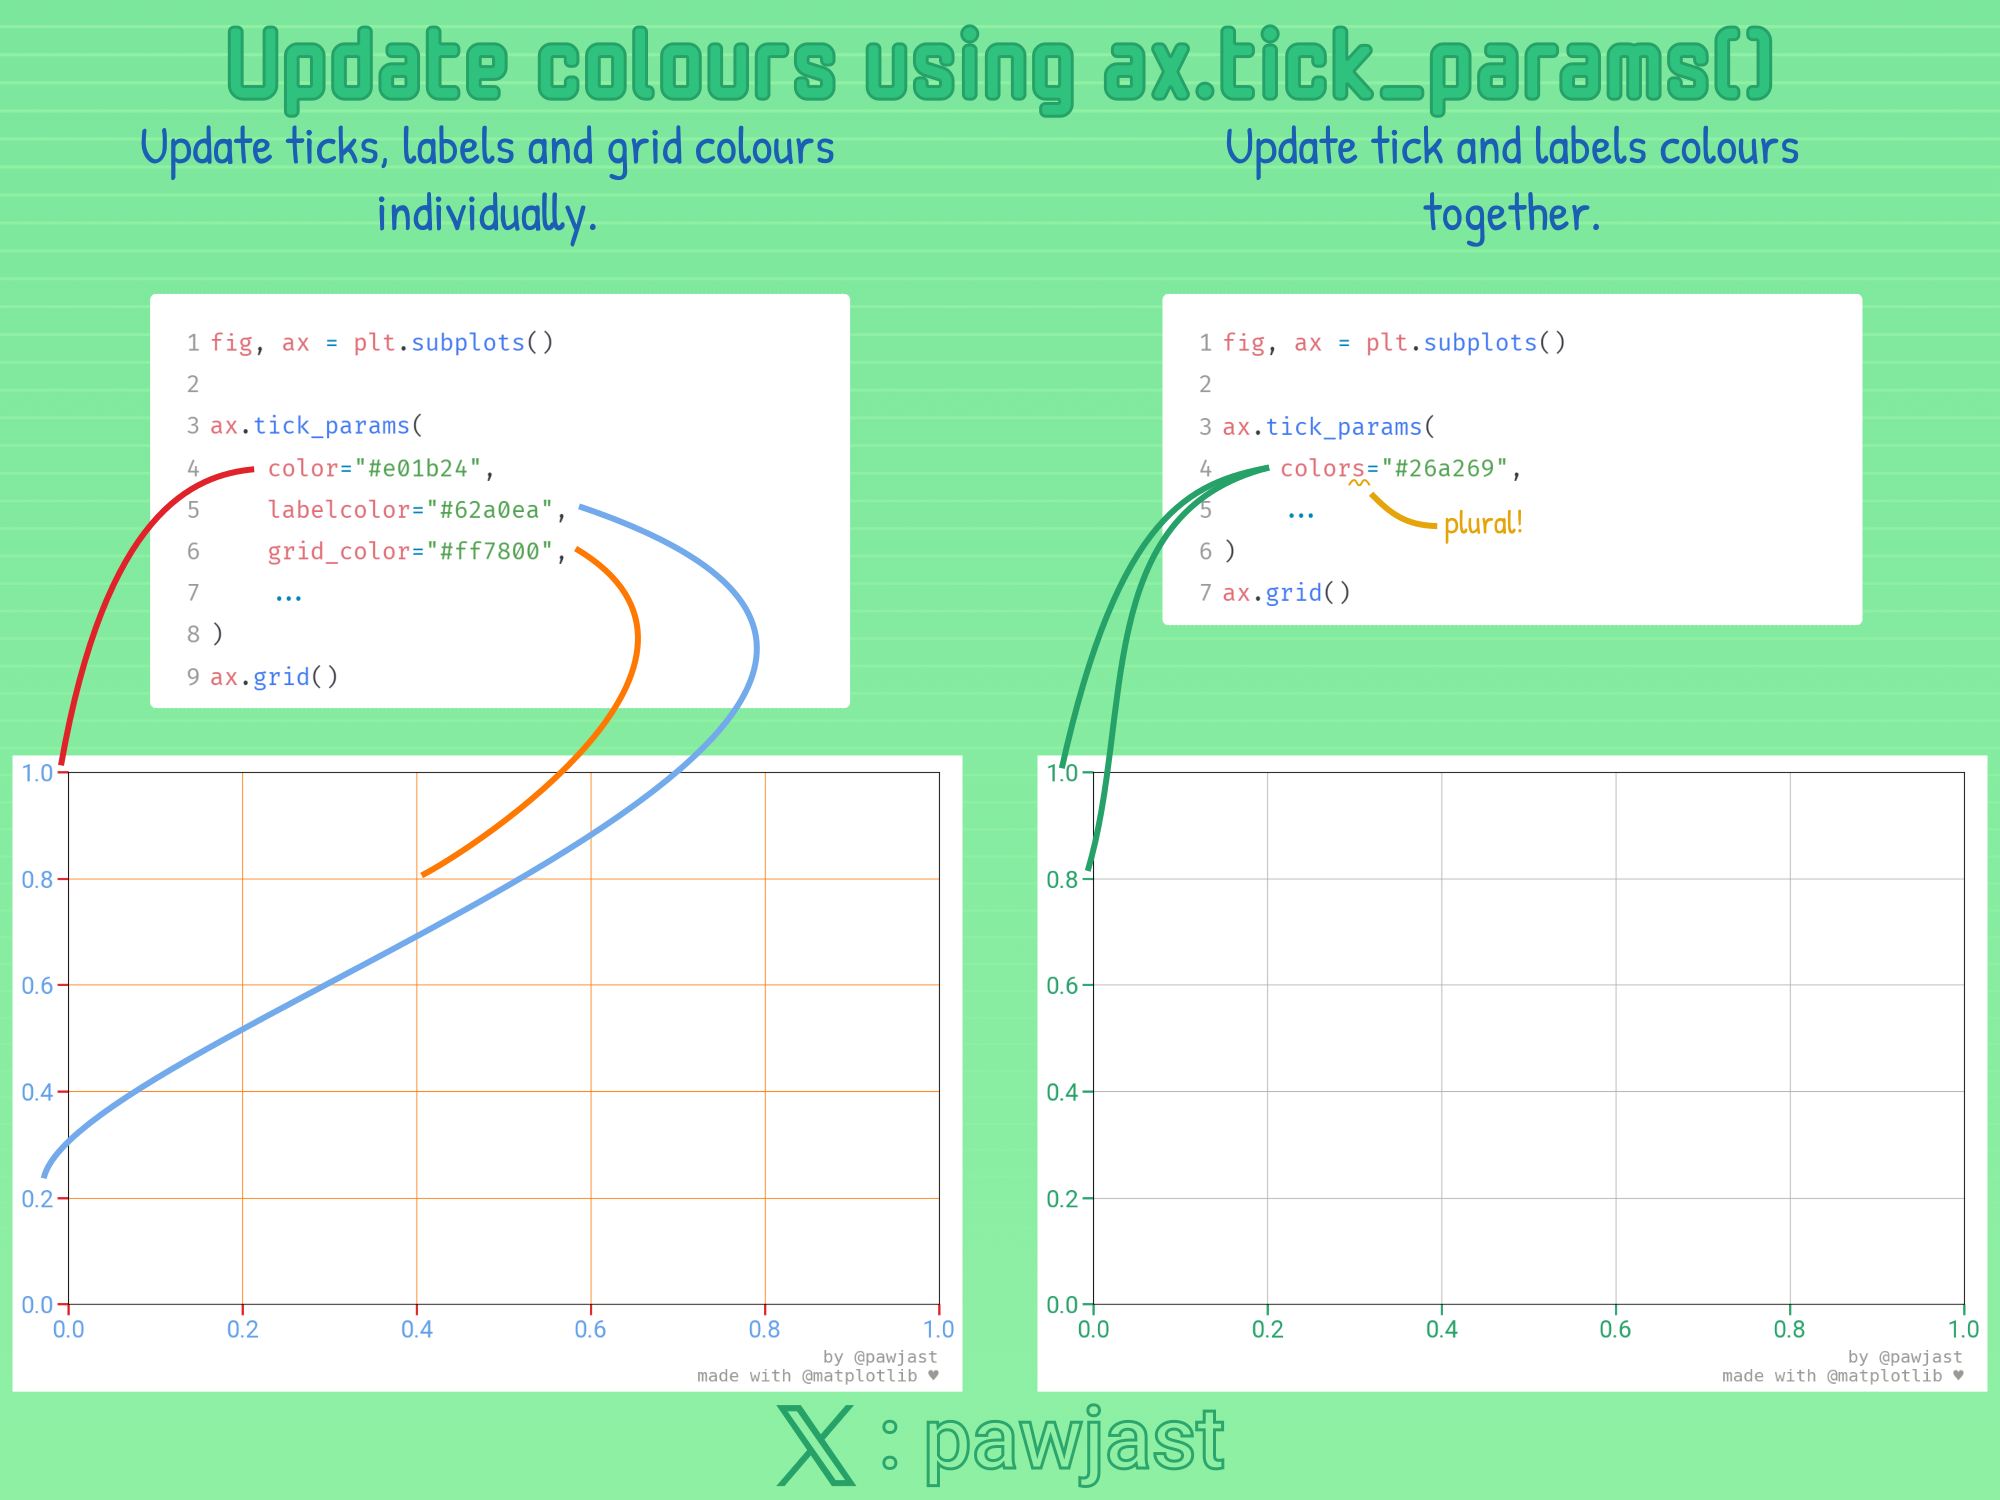 Update colours using ax.tick_params()
Update ticks, labels and grid colours
individually.
1 fig, ax = plt.subplots()
2
3 ax.tick_params(
4     color="#e01b24",
5     labelcolor="#62a0ea",
6     grid_color="#ff7800",
7     ...
8 )
9 ax.grid()
1.0
0.8
0.6
0.4
0.2
0.0
0.0 0.2 0.4 0.6 0.8 1.0
by @pawjast
made with @matplotlib ♥
Update tick and labels colours
together.
1 fig, ax = plt.subplots()
2
3 ax.tick_params(
4     colors="#26a269",
5     ...
plural!
6 )
7 ax.grid()
1.0
0.8
0.6
0.4
0.2
0.0
0.0 0.2 0.4 0.6 0.8 1.0
by @pawjast
made with @matplotlib ♥
X : pawjast